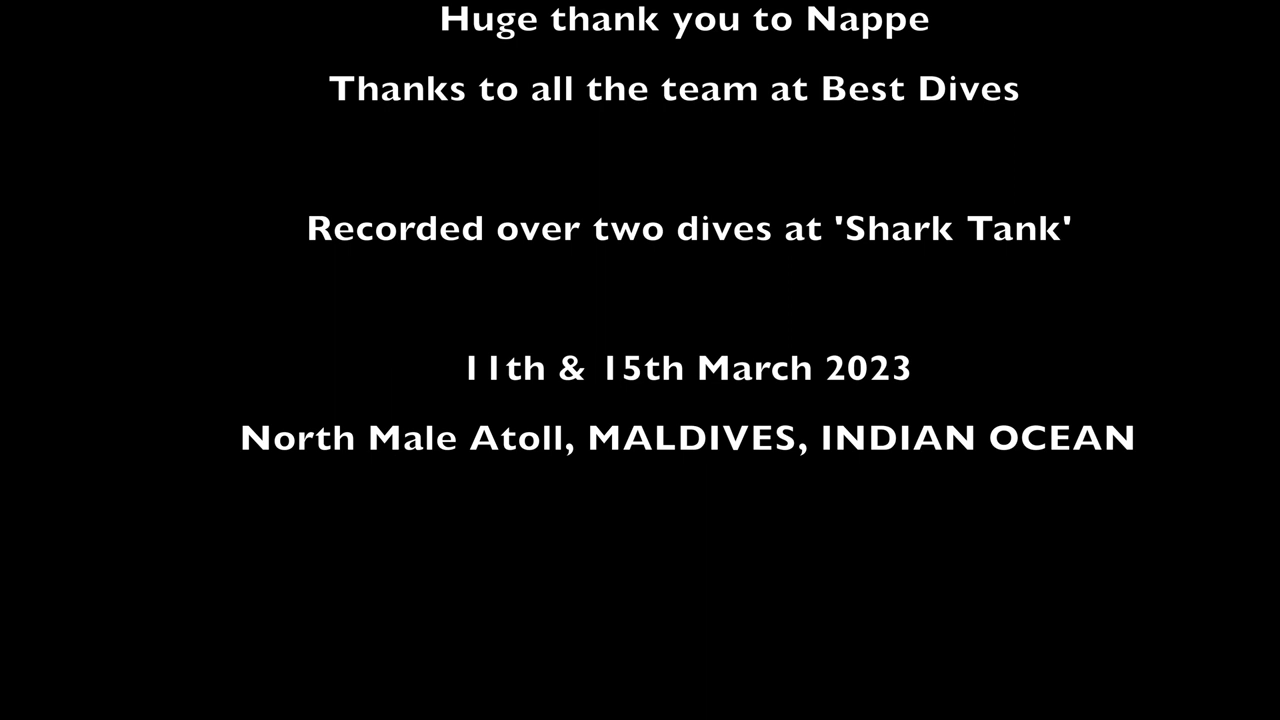 Huge thank you to Nappe
Thanks to all the team at Best Dives
Recorded over two dives at 'Shark Tank'
11th & 15th March 2023
North Male Atoll, MALDIVES, INDIAN OCEAN